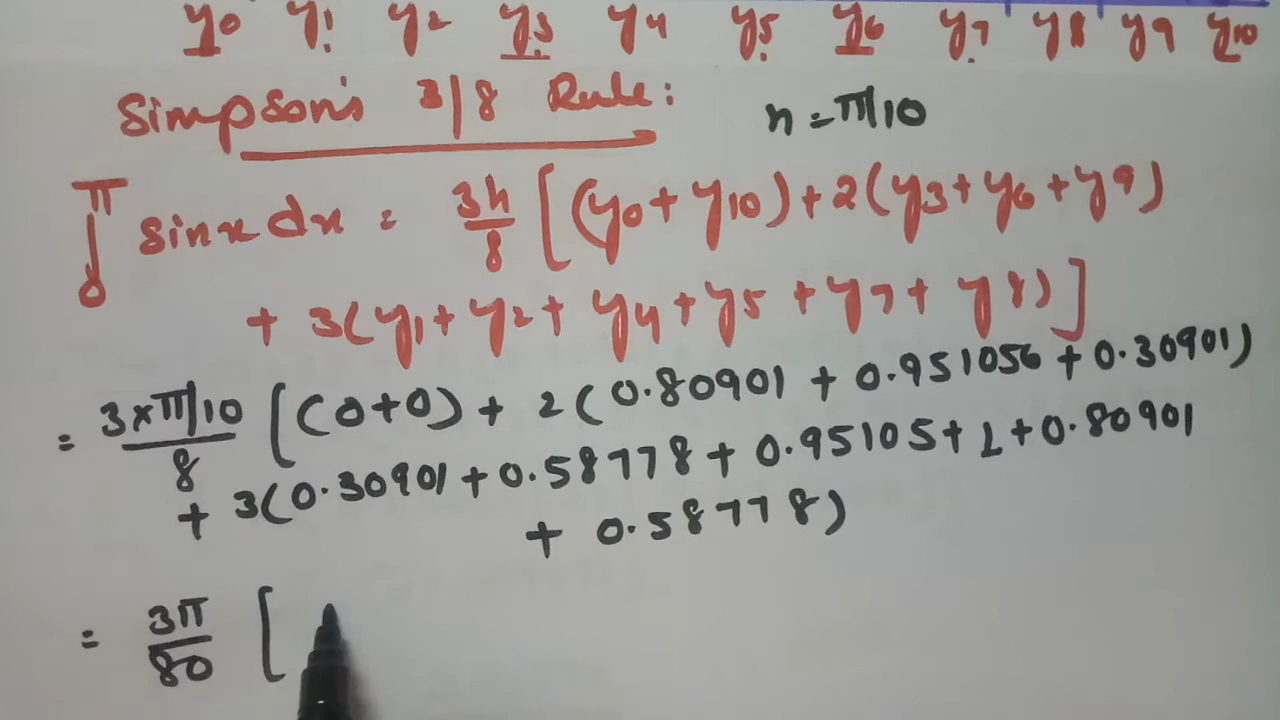 y0 y1 y2 y3 y4 y5 y6 y7 y8 y9 y10
Simpson's 3/8 Rule: h = π/10
∫₀^π sinx dx = 3h/8 [(y0 + y10) + 2(y3 + y6 + y9)
+ 3(y1 + y2 + y4 + y5 + y7 + y8)]
= 3×π/10 / 8 [(0+0) + 2(0.80901 + 0.951056 + 0.30901)
+ 3(0.30901 + 0.58778 + 0.95105 + 1 + 0.80901
+ 0.58778)
= 3π/80 [